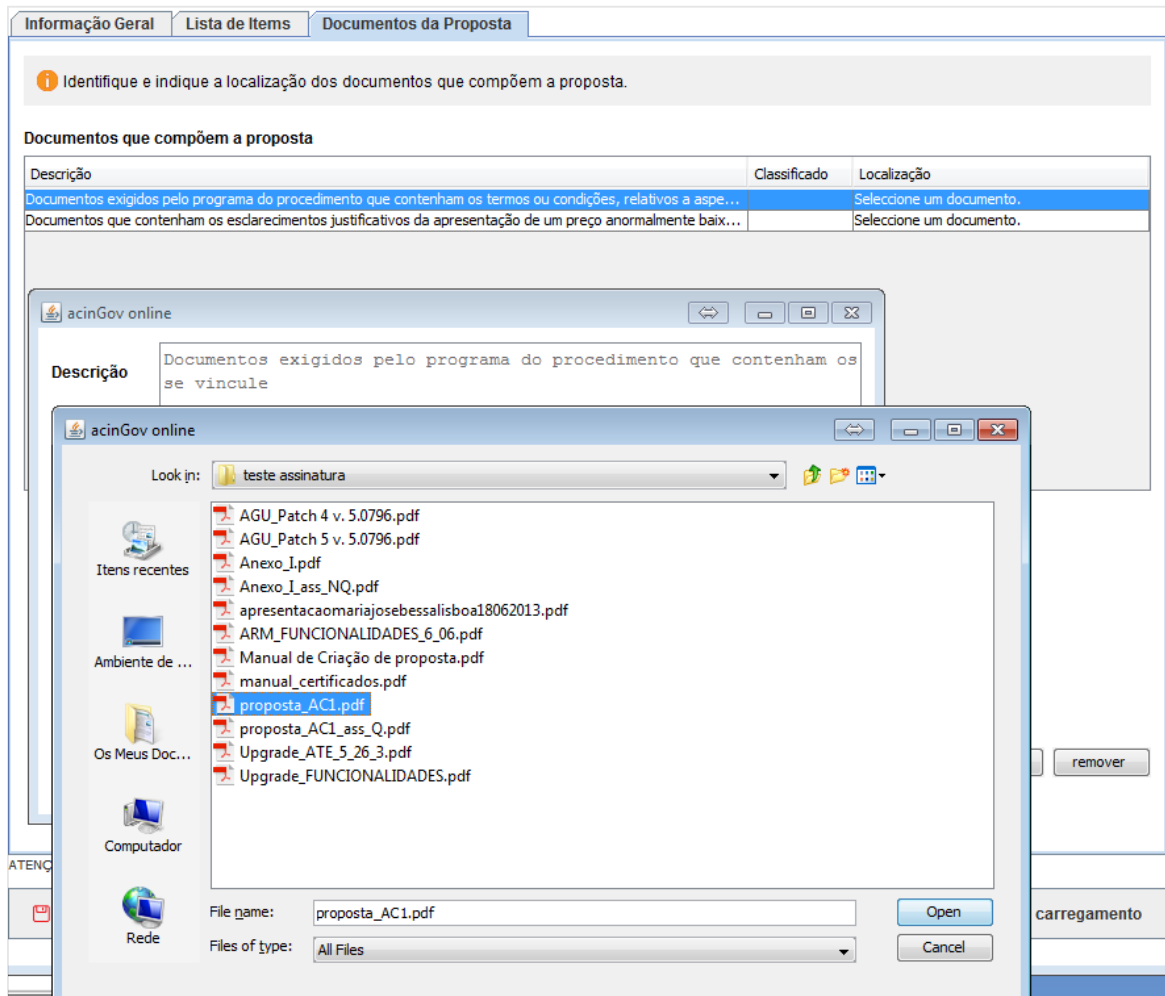 Informação Geral Lista de Items Documentos da Proposta
Identifique e indique a localização dos documentos que compõem a proposta.
Documentos que compõem a proposta
Descrição Classificado Localização
Documentos exigidos pelo programa do procedimento que contenham os termos ou condições, relativos a aspe... Seleccione um documento.
Documentos que contenham os esclarecimentos justificativos da apresentação de um preço anormalmente baix... Seleccione um documento.
acinGov online
Descrição
Documentos exigidos pelo programa do procedimento que contenham os
se vincule
acinGov online
Look in: teste assinatura
AGU_Patch 4 v. 5.0796.pdf
AGU_Patch 5 v. 5.0796.pdf
Anexo_I.pdf
Anexo_I_ass_NQ.pdf
apresentacaomariajosebessalisboa18062013.pdf
ARM_FUNCIONALIDADES_6_06.pdf
Manual de Criação de proposta.pdf
manual_certificados.pdf
proposta_AC1.pdf
proposta_AC1_ass_Q.pdf
Upgrade_ATE_5_26_3.pdf
Upgrade_FUNCIONALIDADES.pdf
Itens recentes
Ambiente de ...
Os Meus Doc...
Computador
Rede
remover
ATENÇ
File name: proposta_AC1.pdf Open
carregamento
Files of type: All Files Cancel